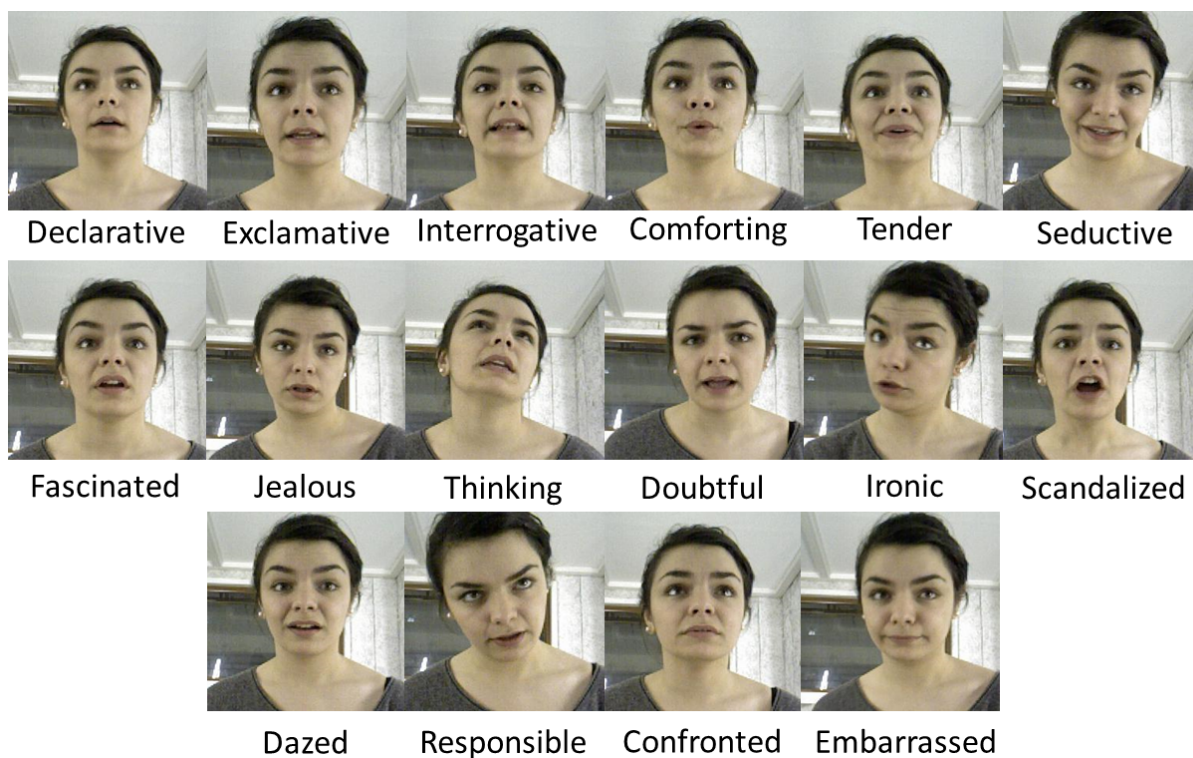 Declarative Exclamative Interrogative Comforting Tender Seductive
Fascinated Jealous Thinking Doubtful Ironic Scandalized
Dazed Responsible Confronted Embarrassed